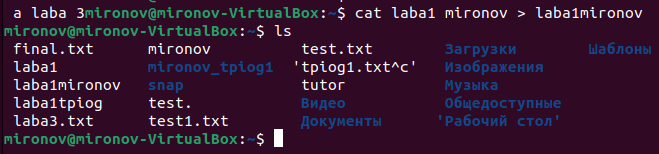 a laba 3mironov@mironov-VirtualBox:~$ cat laba1 mironov > laba1mironov
mironov@mironov-VirtualBox:~$ ls
final.txt mironov test.txt Загрузки Шаблоны
laba1 mironov_tpiog1 'tpiog1.txt^c' Изображения
laba1mironov snap tutor Музыка
laba1tpiog test. Видео Общедоступные
laba3.txt test1.txt Документы 'Рабочий стол'
mironov@mironov-VirtualBox:~$